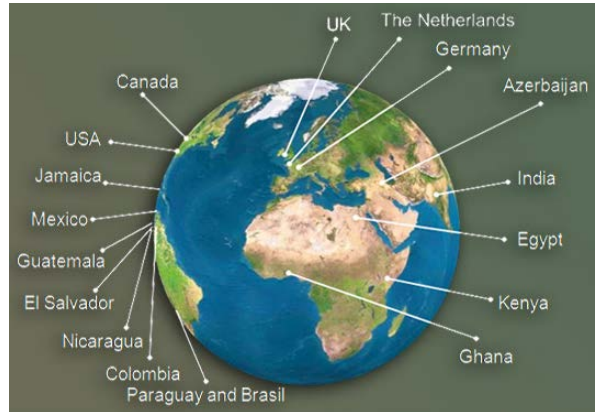 UK
The Netherlands
Germany
Canada
Azerbaijan
USA
Jamaica
India
Mexico
Egypt
Guatemala
El Salvador
Kenya
Nicaragua
Ghana
Colombia
Paraguay and Brasil